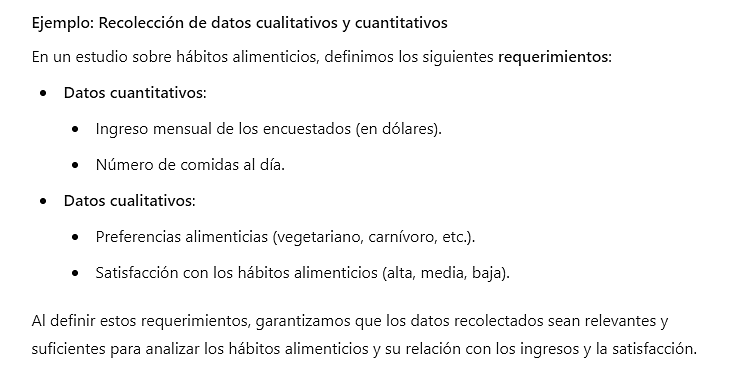 Ejemplo: Recolección de datos cualitativos y cuantitativos
En un estudio sobre hábitos alimenticios, definimos los siguientes requerimientos:
• Datos cuantitativos:
• Ingreso mensual de los encuestados (en dólares).
• Número de comidas al día.
• Datos cualitativos:
• Preferencias alimenticias (vegetariano, carnívoro, etc.).
• Satisfacción con los hábitos alimenticios (alta, media, baja).
Al definir estos requerimientos, garantizamos que los datos recolectados sean relevantes y
suficientes para analizar los hábitos alimenticios y su relación con los ingresos y la satisfacción.